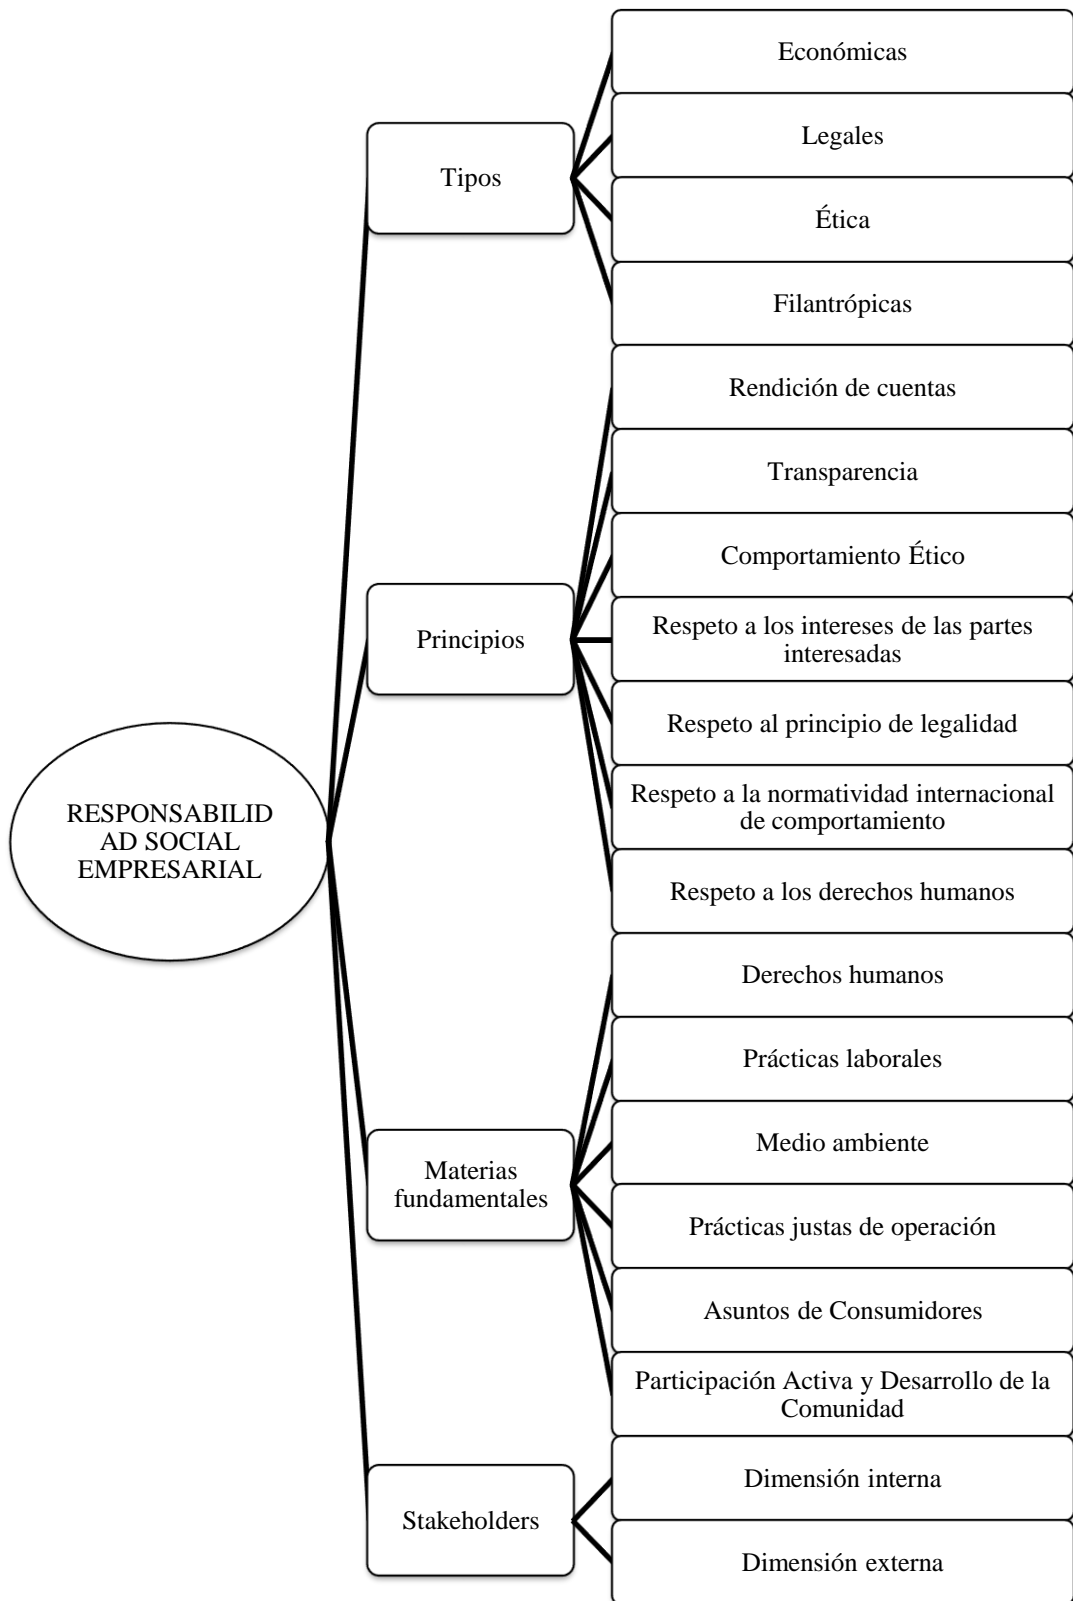 RESPONSABILID
AD SOCIAL
EMPRESARIAL
Tipos
Económicas
Legales
Ética
Filantrópicas
Principios
Rendición de cuentas
Transparencia
Comportamiento Ético
Respeto a los intereses de las partes
interesadas
Respeto al principio de legalidad
Respeto a la normatividad internacional
de comportamiento
Respeto a los derechos humanos
Materias
fundamentales
Derechos humanos
Prácticas laborales
Medio ambiente
Prácticas justas de operación
Asuntos de Consumidores
Participación Activa y Desarrollo de la
Comunidad
Stakeholders
Dimensión interna
Dimensión externa